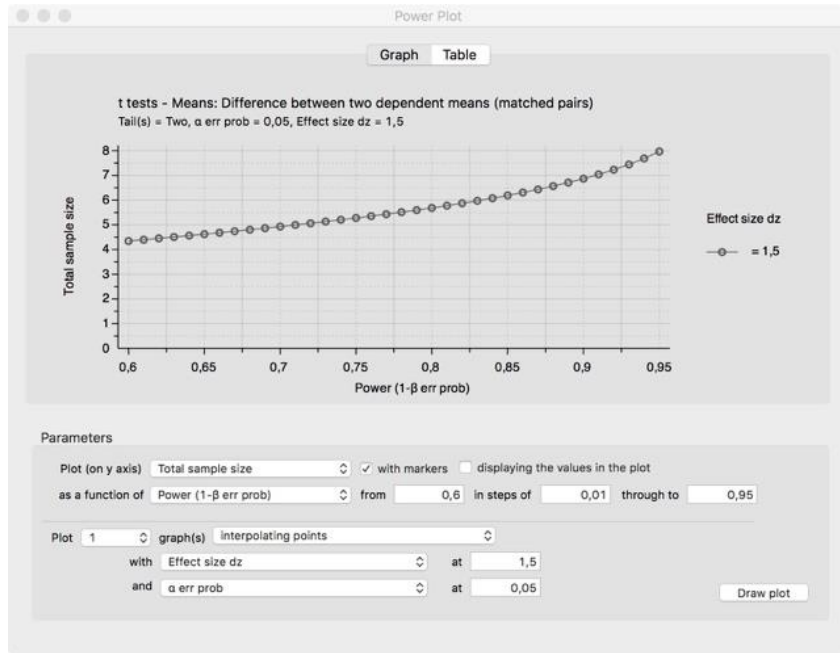 Power Plot
Graph Table
t tests - Means: Difference between two dependent means (matched pairs)
Tail(s) = Two, α err prob = 0,05, Effect size dz = 1,5
8
7
6
5
4
3
2
1
0
Total sample size
0,6 0,65 0,7 0,75 0,8 0,85 0,9 0,95
Power (1-β err prob)
Effect size dz
= 1,5
Parameters
Plot (on y axis) Total sample size with markers displaying the values in the plot
as a function of Power (1-β err prob) from 0,6 in steps of 0,01 through to 0,95
Plot 1 graph(s) interpolating points
with Effect size dz at 1,5
and α err prob at 0,05
Draw plot